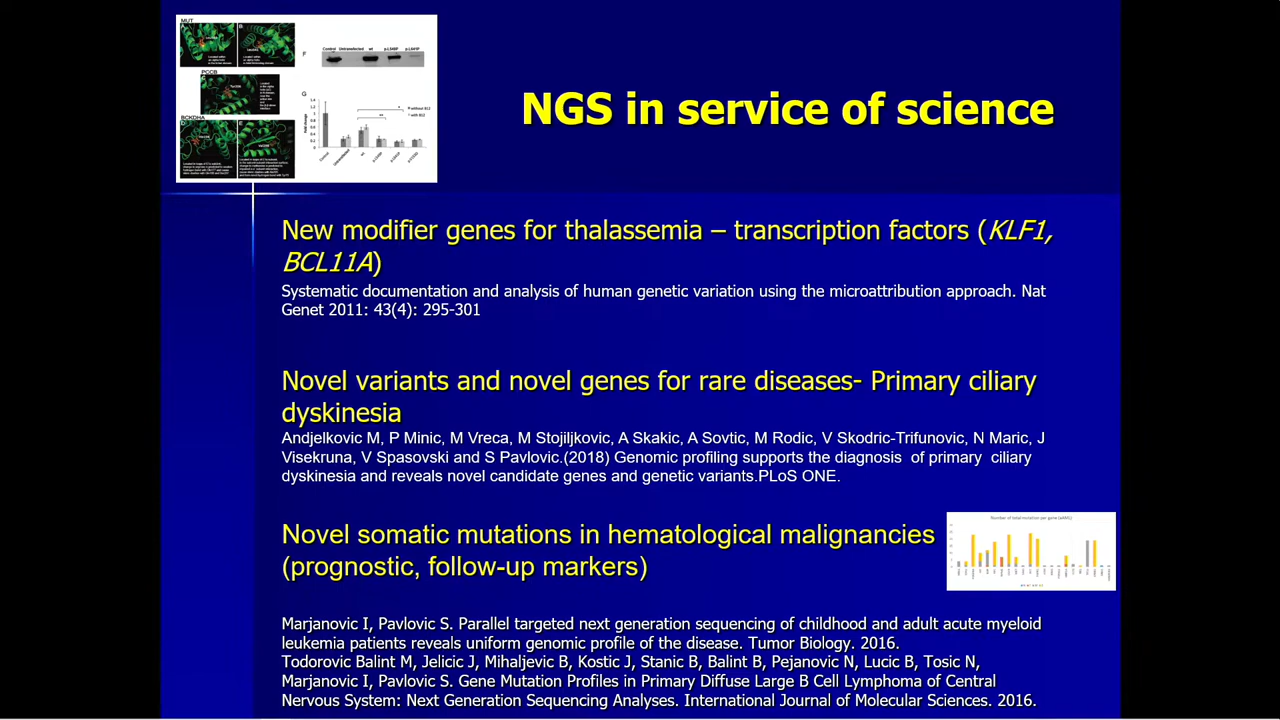 MUT
PCCB
BCKDHA
F
Control Untransfected wt
G
Control
NGS in service of science
New modifier genes for thalassemia – transcription factors (KLF1,
BCL11A)
Systematic documentation and analysis of human genetic variation using the microattribution approach. Nat
Genet 2011: 43(4): 295-301
Novel variants and novel genes for rare diseases- Primary ciliary
dyskinesia
Andjelkovic M, P Minic, M Vreca, M Stojiljkovic, A Skakic, A Sovtic, M Rodic, V Skodric-Trifunovic, N Maric, J
Visekruna, V Spasovski and S Pavlovic.(2018) Genomic profiling supports the diagnosis of primary ciliary
dyskinesia and reveals novel candidate genes and genetic variants.PLoS ONE.
Novel somatic mutations in hematological malignancies
(prognostic, follow-up markers)
Marjanovic I, Pavlovic S. Parallel targeted next generation sequencing of childhood and adult acute myeloid
leukemia patients reveals uniform genomic profile of the disease. Tumor Biology. 2016.
Todorovic Balint M, Jelicic J, Mihaljevic B, Kostic J, Stanic B, Balint B, Pejanovic N, Lucic B, Tosic N,
Marjanovic I, Pavlovic S. Gene Mutation Profiles in Primary Diffuse Large B Cell Lymphoma of Central
Nervous System: Next Generation Sequencing Analyses. International Journal of Molecular Sciences. 2016.